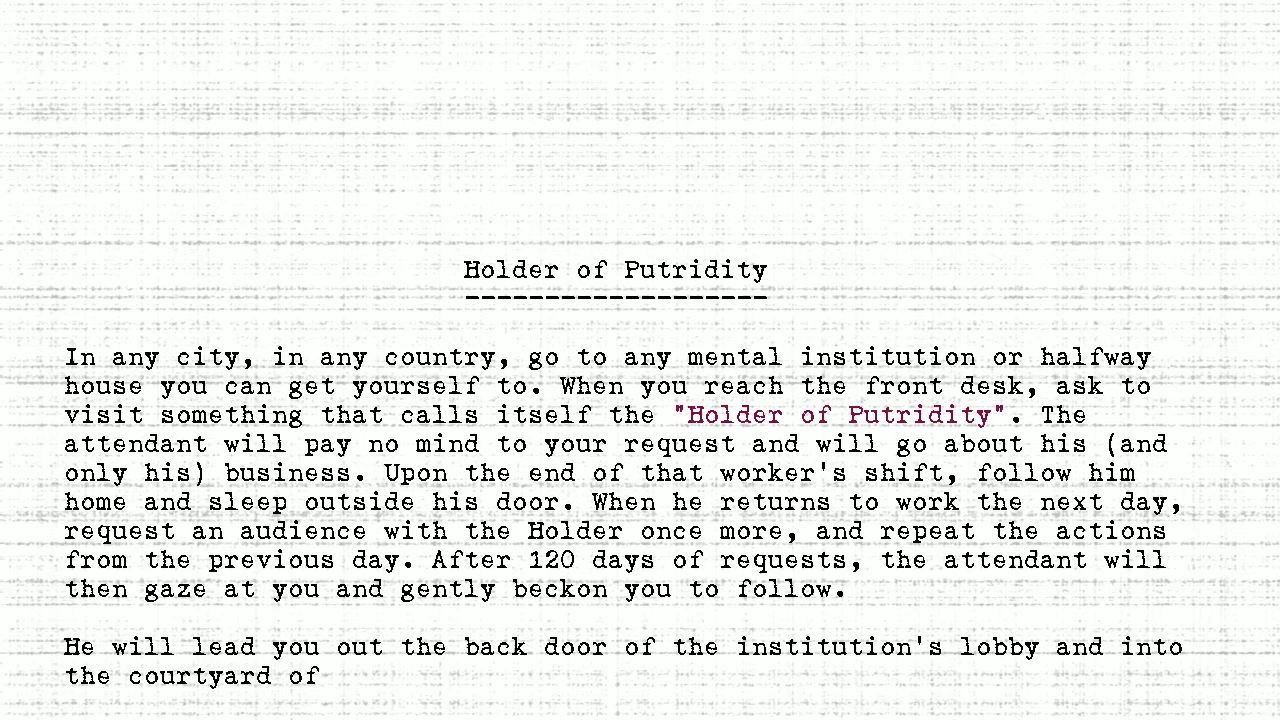 Holder of Putridity
-------------------
In any city, in any country, go to any mental institution or halfway
house you can get yourself to. When you reach the front desk, ask to
visit something that calls itself the "Holder of Putridity". The
attendant will pay no mind to your request and will go about his (and
only his) business. Upon the end of that worker's shift, follow him
home and sleep outside his door. When he returns to work the next day,
request an audience with the Holder once more, and repeat the actions
from the previous day. After 120 days of requests, the attendant will
then gaze at you and gently beckon you to follow.
He will lead you out the back door of the institution's lobby and into
the courtyard of